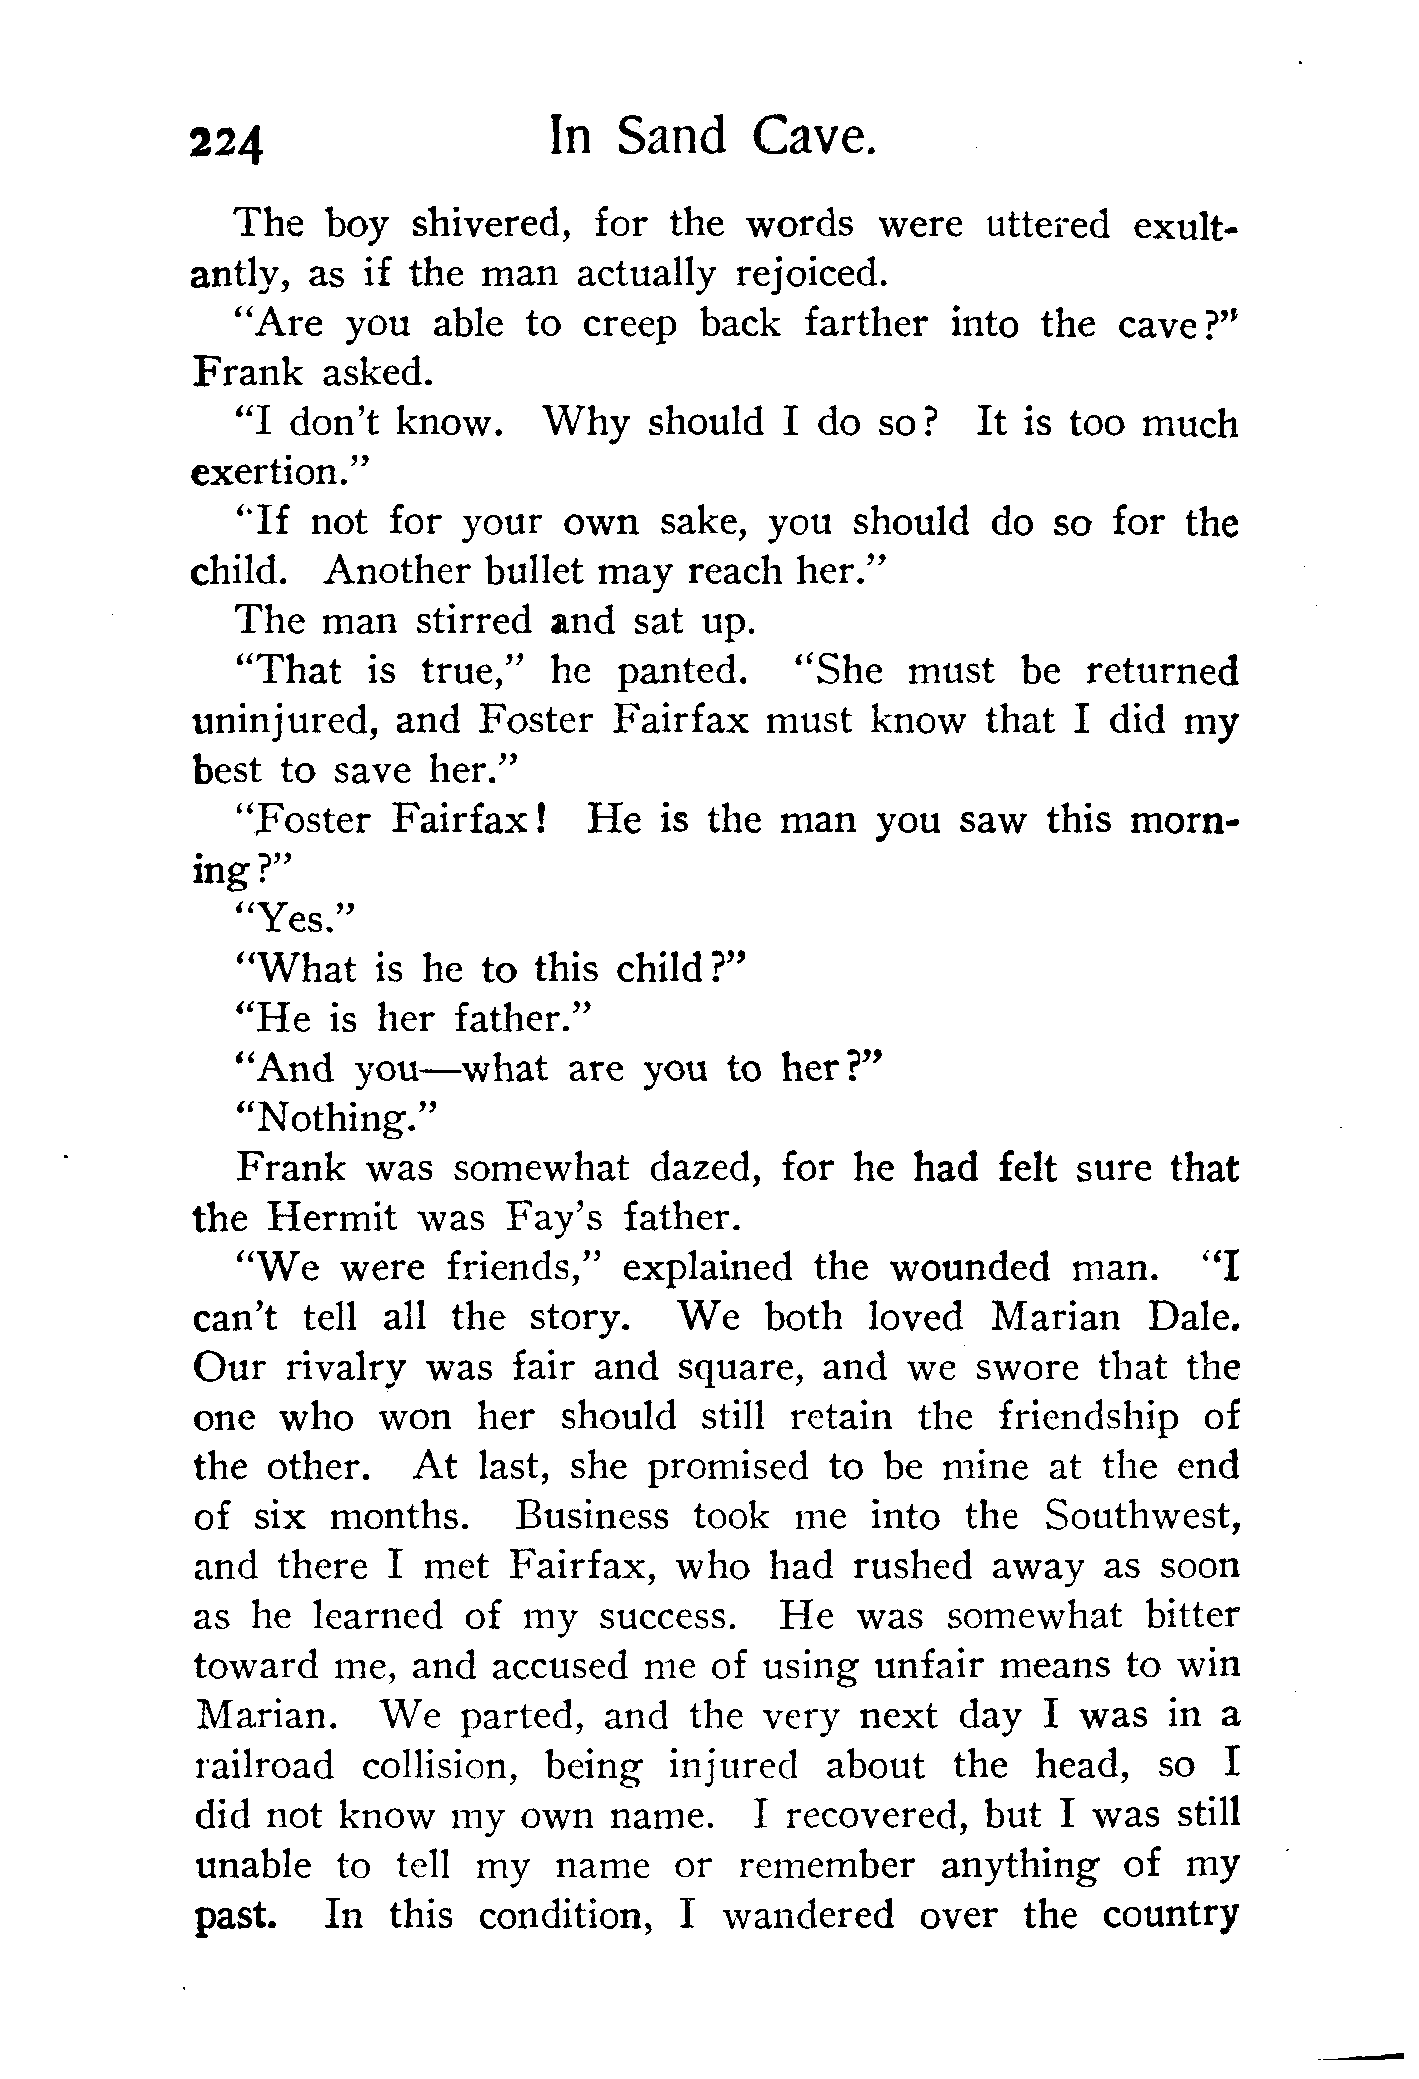 224 In Sand Cave.
The boy shivered, for the words were uttered exult-
antly, as if the man actually rejoiced.
"Are you able to creep back farther into the cave?"
Frank asked.
"I don't know. Why should I do so? It is too much
exertion."
"If not for your own sake, you should do so for the
child. Another bullet may reach her."
The man stirred and sat up.
"That is true," he panted. "She must be returned
uninjured, and Foster Fairfax must know that I did my
best to save her."
"Foster Fairfax! He is the man you saw this morn-
ing?"
"Yes."
"What is he to this child?"
"He is her father."
"And you—what are you to her?"
"Nothing."
Frank was somewhat dazed, for he had felt sure that
the Hermit was Fay's father.
"We were friends," explained the wounded man. "I
can't tell all the story. We both loved Marian Dale.
Our rivalry was fair and square, and we swore that the
one who won her should still retain the friendship of
the other. At last, she promised to be mine at the end
of six months. Business took me into the Southwest,
and there I met Fairfax, who had rushed away as soon
as he learned of my success. He was somewhat bitter
toward me, and accused me of using unfair means to win
Marian. We parted, and the very next day I was in a
railroad collision, being injured about the head, so I
did not know my own name. I recovered, but I was still
unable to tell my name or remember anything of my
past. In this condition, I wandered over the country